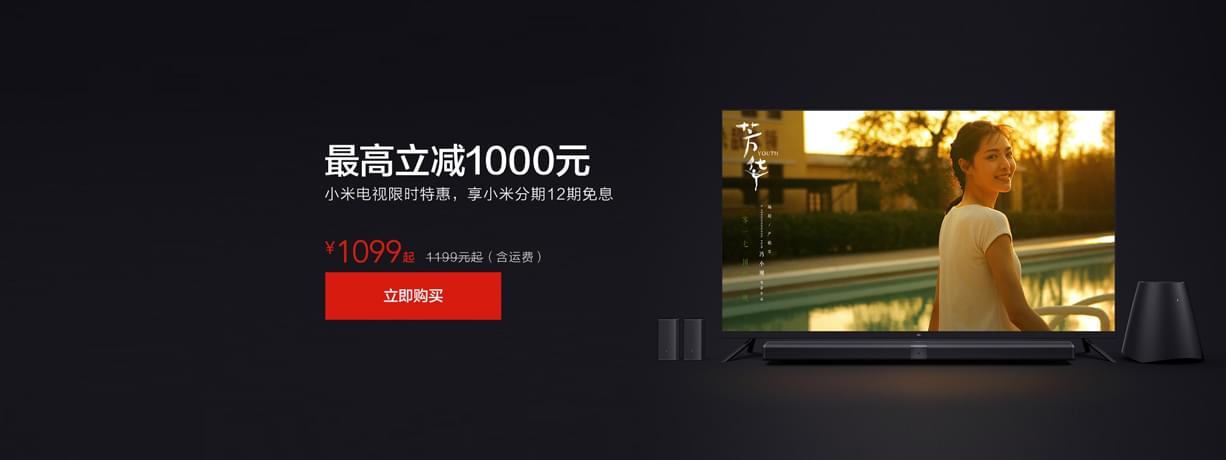 最高立减1000元
小米电视限时特惠，享小米分期12期免息
¥1099起 1199元起（含运费）
立即购买
芳华
YOUTH